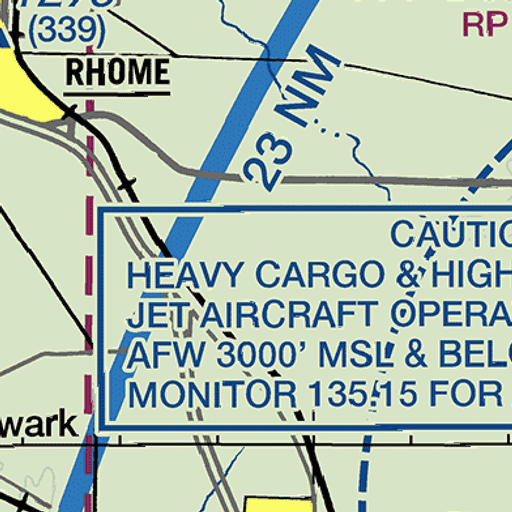 (339)
RP
RHOME
23 NM
CAUTIO
HEAVY CARGO & HIGH
JET AIRCRAFT OPERA
AFW 3000' MSL & BELO
MONITOR 135.15 FOR
wark